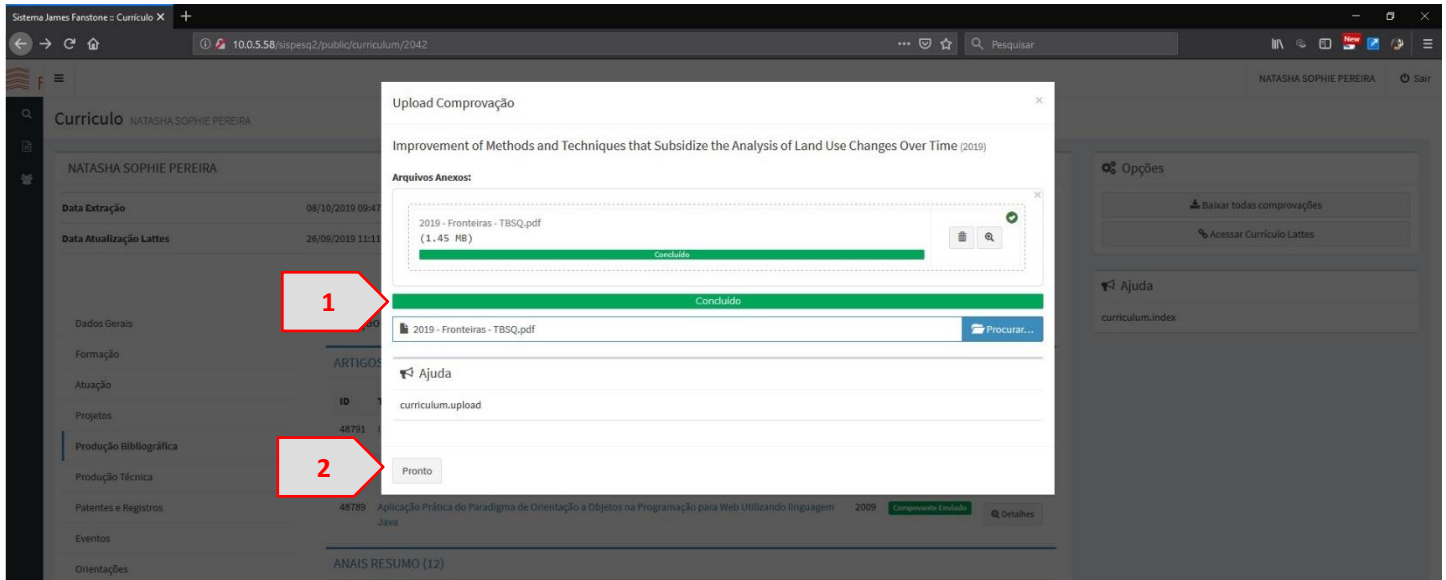 Sistema James Fanstone :: Currículo
10.0.5.58/sispesq2/public/curriculum/2042
Pesquisar
New
F
NATASHA SOPHIE PEREIRA
Sair
Curriculo NATASHA SOPHIE PEREIRA
NATASHA SOPHIE PEREIRA
Data Extração 08/10/2019 09:47
Data Atualização Lattes 26/09/2019 11:11
Dados Gerais
Formação
Atuação
Projetos
Produção Bibliográfica
Produção Técnica
Patentes e Registros
Eventos
Orientações
Upload Comprovação
Improvement of Methods and Techniques that Subsidize the Analysis of Land Use Changes Over Time (2019)
Arquivos Anexos:
2019 - Fronteiras - TBSQ.pdf
(1.45 MB)
Concluído
1
Concluído
2019 - Fronteiras - TBSQ.pdf
Procurar...
Ajuda
curriculum.upload
2
Pronto
ARTIGOS
ID
48791
48789 Aplicação Prática do Paradigma de Orientação a Objetos na Programação para Web Utilizando linguagem Java 2009 Comprovante Enviado Detalhes
ANAIS RESUMO (12)
Opções
Baixar todas comprovações
Acessar Currículo Lattes
Ajuda
curriculum.index